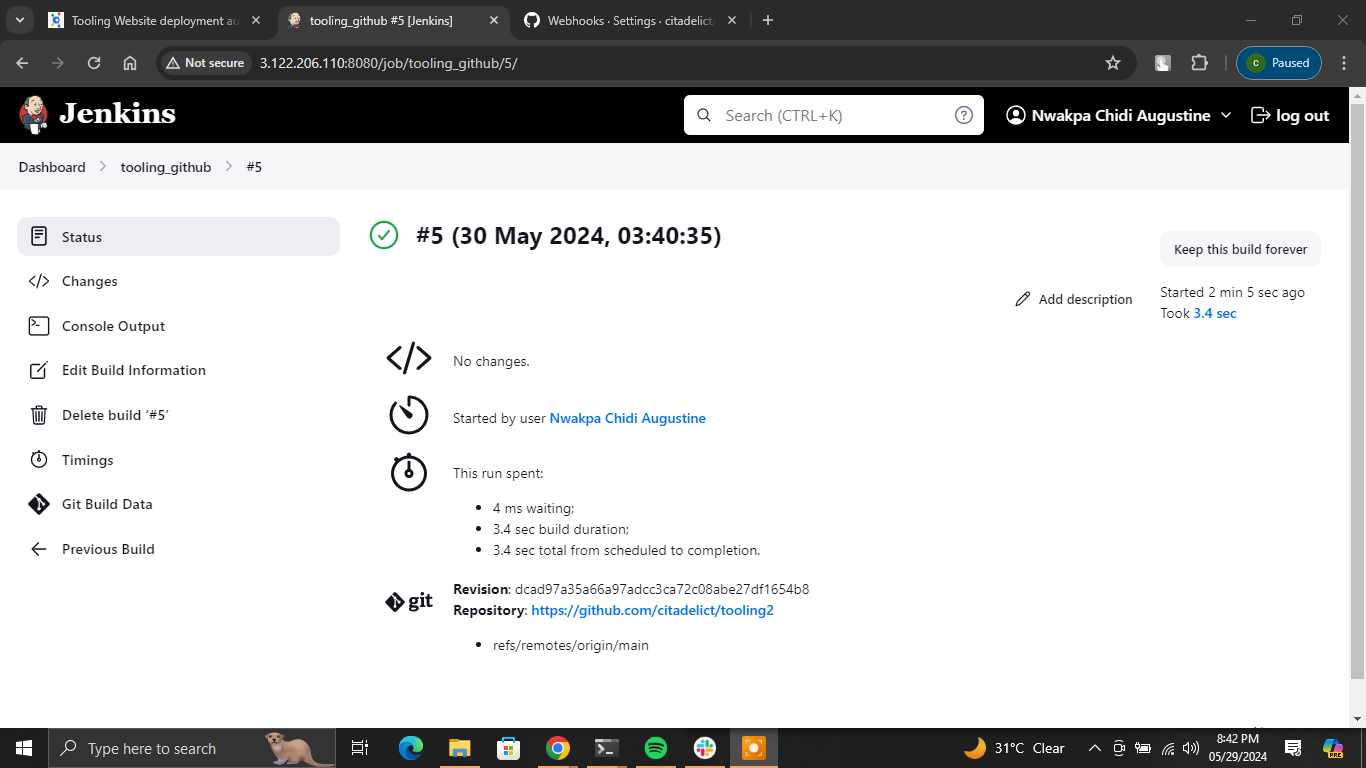 Tooling Website deployment au
tooling_github #5 [Jenkins]
Webhooks · Settings · citadelict
Not secure
3.122.206.110:8080/job/tooling_github/5/
C
Paused
Jenkins
Search (CTRL+K)
?
Nwakpa Chidi Augustine
log out
Dashboard
tooling_github
#5
Status
#5 (30 May 2024, 03:40:35)
Keep this build forever
Changes
Add description
Started 2 min 5 sec ago
Took 3.4 sec
Console Output
Edit Build Information
Delete build ‘#5’
Timings
Git Build Data
Previous Build
No changes.
Started by user Nwakpa Chidi Augustine
This run spent:
4 ms waiting;
3.4 sec build duration;
3.4 sec total from scheduled to completion.
git
Revision: dcad97a35a66a97adcc3ca72c08abe27df1654b8
Repository: https://github.com/citadelict/tooling2
refs/remotes/origin/main
Type here to search
31°C Clear
8:42 PM
05/29/2024
PRE